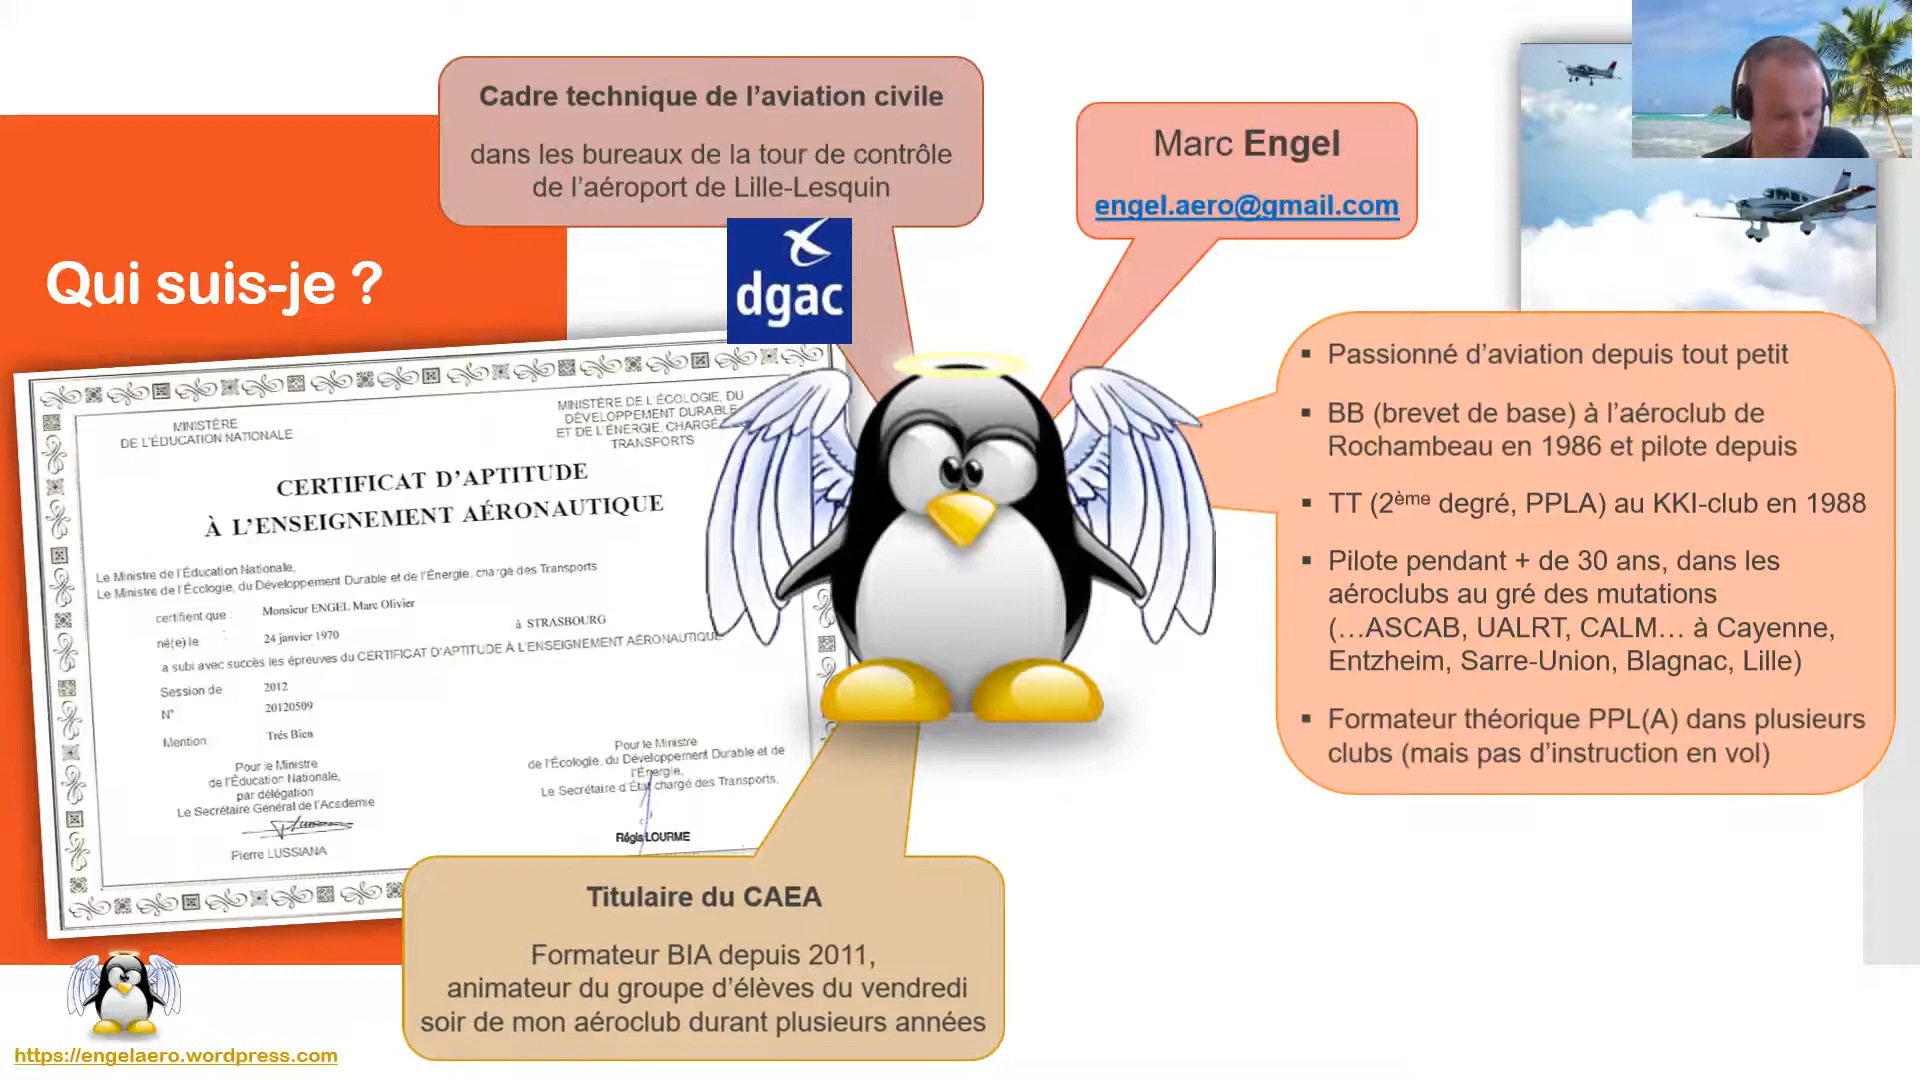 Cadre technique de l’aviation civile
dans les bureaux de la tour de contrôle
de l’aéroport de Lille-Lesquin
Marc Engel
engel.aero@gmail.com
Qui suis-je ?
dgac
MINISTÈRE
DE L'ÉDUCATION NATIONALE
MINISTÈRE DE L'ÉCOLOGIE, DU
DÉVELOPPEMENT DURABLE
ET DE L'ÉNERGIE, CHARGÉ
TRANSPORTS
CERTIFICAT D'APTITUDE
À L'ENSEIGNEMENT AÉRONAUTIQUE
Le Ministre de l'Éducation Nationale,
Le Ministre de l'Écologie, du Développement Durable et de l'Énergie, chargé des Transports
certifient que : Monsieur ENGEL Marc Olivier
né(e) le : 24 janvier 1970 à STRASBOURG
a subi avec succès les épreuves du CERTIFICAT D'APTITUDE À L'ENSEIGNEMENT AÉRONAUTIQUE
Session de 2012
N° 20120509
Mention : Très Bien
Pour le Ministre
de l'Éducation Nationale,
par délégation
Le Secrétaire Général de l'Académie
Pierre LUSSIANA
Pour le Ministre
de l'Écologie, du Développement Durable et de
l'Énergie,
Le Secrétaire d'État chargé des Transports,
Régis LOURME
▪ Passionné d’aviation depuis tout petit
▪ BB (brevet de base) à l’aéroclub de
Rochambeau en 1986 et pilote depuis
▪ TT (2ème degré, PPLA) au KKI-club en 1988
▪ Pilote pendant + de 30 ans, dans les
aéroclubs au gré des mutations
(…ASCAB, UALRT, CALM… à Cayenne,
Entzheim, Sarre-Union, Blagnac, Lille)
▪ Formateur théorique PPL(A) dans plusieurs
clubs (mais pas d’instruction en vol)
Titulaire du CAEA
Formateur BIA depuis 2011,
animateur du groupe d’élèves du vendredi
soir de mon aéroclub durant plusieurs années
https://engelaero.wordpress.com